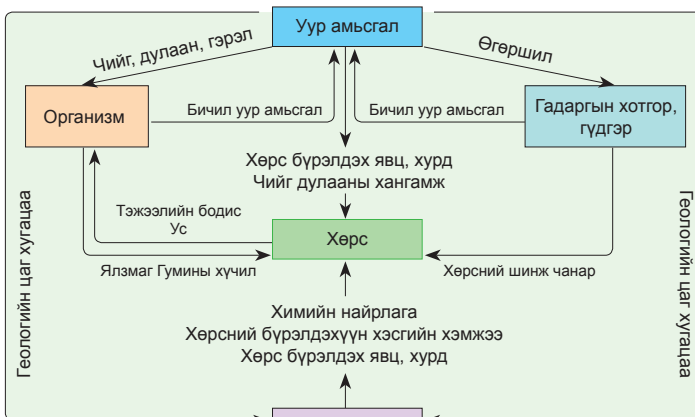 Уур амьсгал
Чийг, дулаан, гэрэл
Өгөршил
Организм
Бичил уур амьсгал
Бичил уур амьсгал
Гадаргын хотгор,
гүдгэр
Хөрс бүрэлдэх явц, хурд
Чийг дулааны хангамж
Тэжээлийн бодис
Ус
Хөрс
Ялзмаг Гумины хүчил
Хөрсний шинж чанар
Геологийн цаг хугацаа
Геологийн цаг хугацаа
Химийн найрлага
Хөрсний бүрэлдэхүүн хэсгийн хэмжээ
Хөрс бүрэлдэх явц, хурд